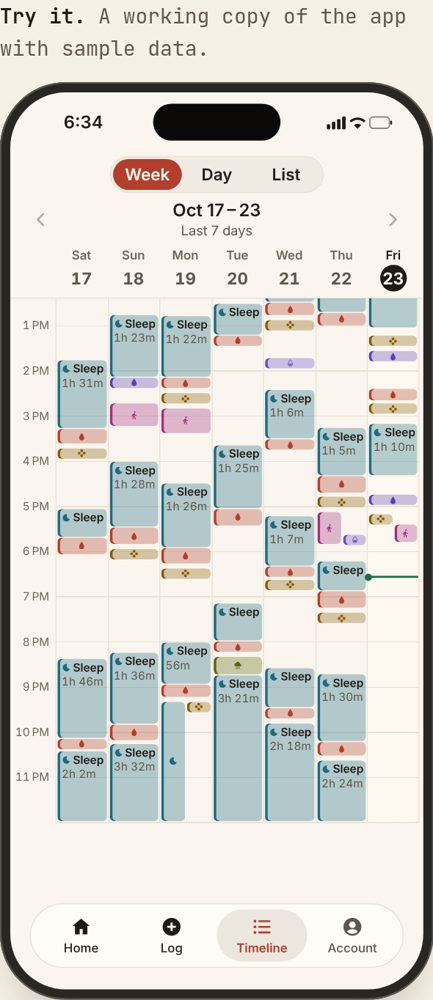 Try it. A working copy of the app
with sample data.
6:34
Week Day List
Oct 17 – 23
Last 7 days
Sat Sun Mon Tue Wed Thu Fri
17 18 19 20 21 22 23
1 PM
2 PM
3 PM
4 PM
5 PM
6 PM
7 PM
8 PM
9 PM
10 PM
11 PM
Sleep
1h 31m
Sleep
Sleep
1h 46m
Sleep
2h 2m
Sleep
1h 23m
Sleep
1h 28m
Sleep
1h 36m
Sleep
3h 32m
Sleep
1h 22m
Sleep
1h 26m
Sleep
56m
Sleep
Sleep
1h 25m
Sleep
Sleep
3h 21m
Sleep
1h 6m
Sleep
1h 7m
Sleep
Sleep
2h 18m
Sleep
1h 5m
Sleep
Sleep
1h 30m
Sleep
2h 24m
Sleep
1h 10m
Home Log Timeline Account